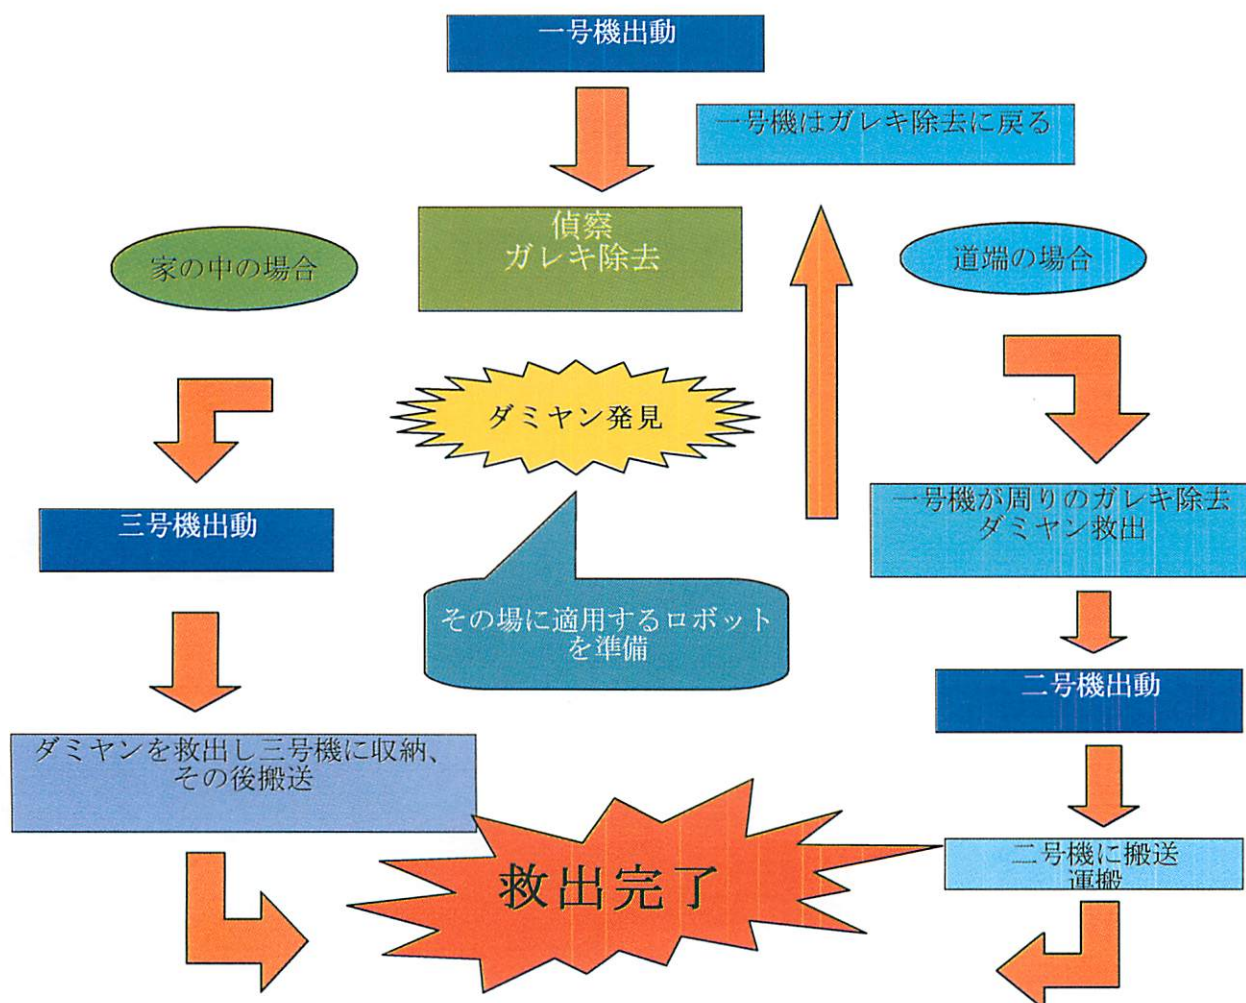 一号機出動
一号機はガレキ除去に戻る
偵察
ガレキ除去
家の中の場合
道端の場合
ダミヤン発見
一号機が周りのガレキ除去
ダミヤン救出
三号機出動
その場に適用するロボット
を準備
二号機出動
ダミヤンを救出し三号機に収納、
その後搬送
二号機に搬送
運搬
救出完了